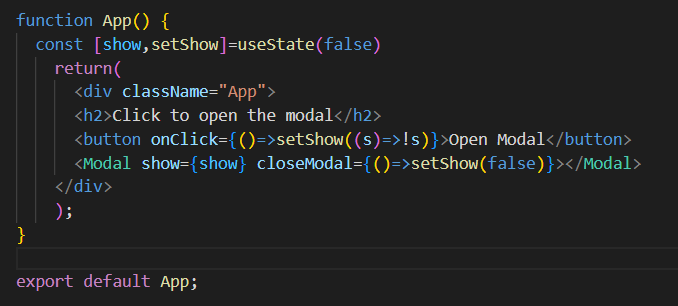 function App() {
  const [show,setShow]=useState(false)
    return(
      <div className="App">
      <h2>Click to open the modal</h2>
      <button onClick={()=>setShow((s)=>!s)}>Open Modal</button>
      <Modal show={show} closeModal={()=>setShow(false)}></Modal>
    </div>
    );
}
export default App;